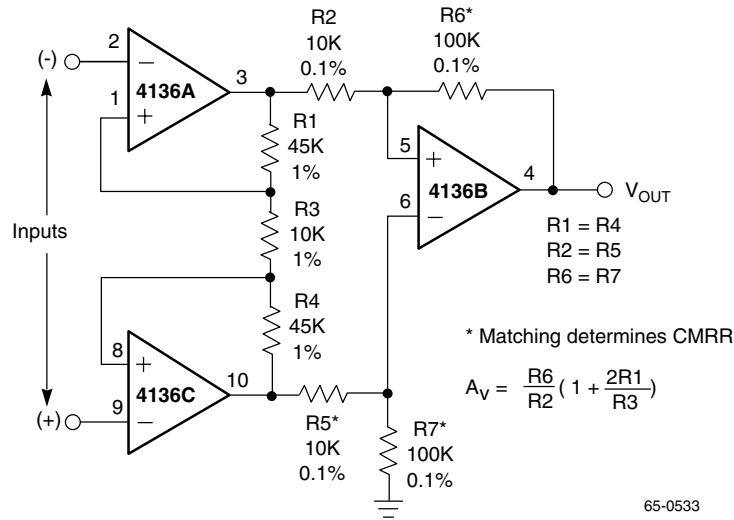 R2
10K
0.1%
R6*
100K
0.1%
(-)
2
−
4136A
3
1
+
R1
45K
1%
5
+
4136B
4
6
−
VOUT
R1 = R4
R2 = R5
R6 = R7
Inputs
R3
10K
1%
R4
45K
1%
8
+
4136C
10
(+)
9
−
R5*
10K
0.1%
R7*
100K
0.1%
* Matching determines CMRR
AV = R6/R2 ( 1 + 2R1/R3 )
65-0533